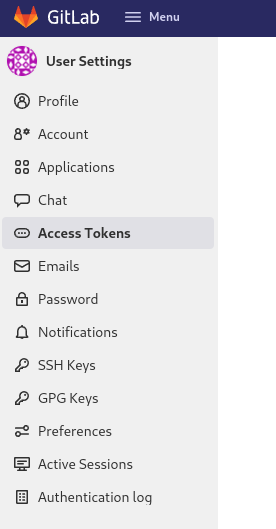 GitLab Menu
User Settings
Profile
Account
Applications
Chat
Access Tokens
Emails
Password
Notifications
SSH Keys
GPG Keys
Preferences
Active Sessions
Authentication log